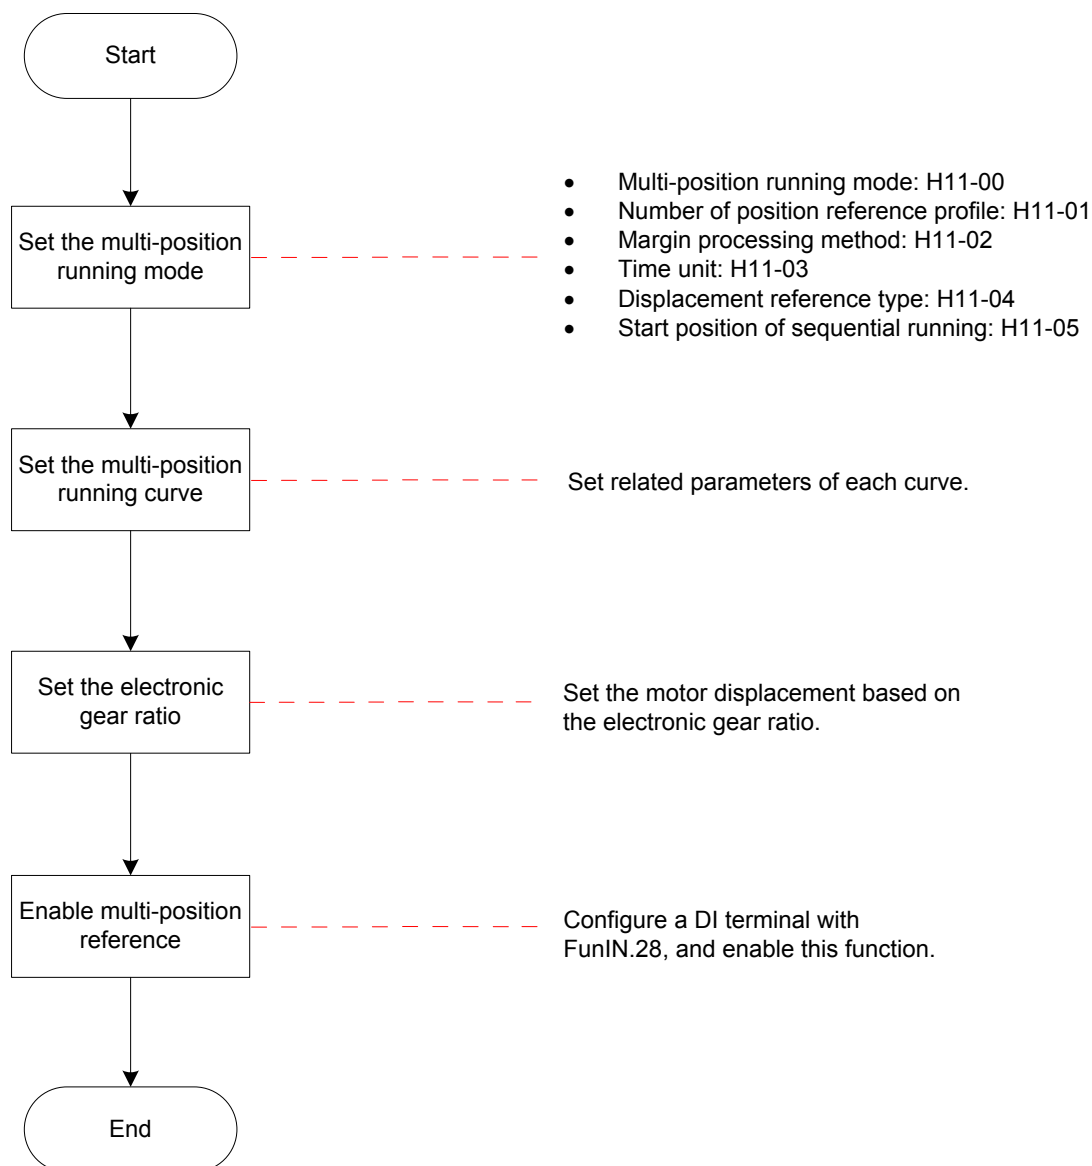 Start
Set the multi-position
running mode
• Multi-position running mode: H11-00
• Number of position reference profile: H11-01
• Margin processing method: H11-02
• Time unit: H11-03
• Displacement reference type: H11-04
• Start position of sequential running: H11-05
Set the multi-position
running curve
Set related parameters of each curve.
Set the electronic
gear ratio
Set the motor displacement based on
the electronic gear ratio.
Enable multi-position
reference
Configure a DI terminal with
FunIN.28, and enable this function.
End